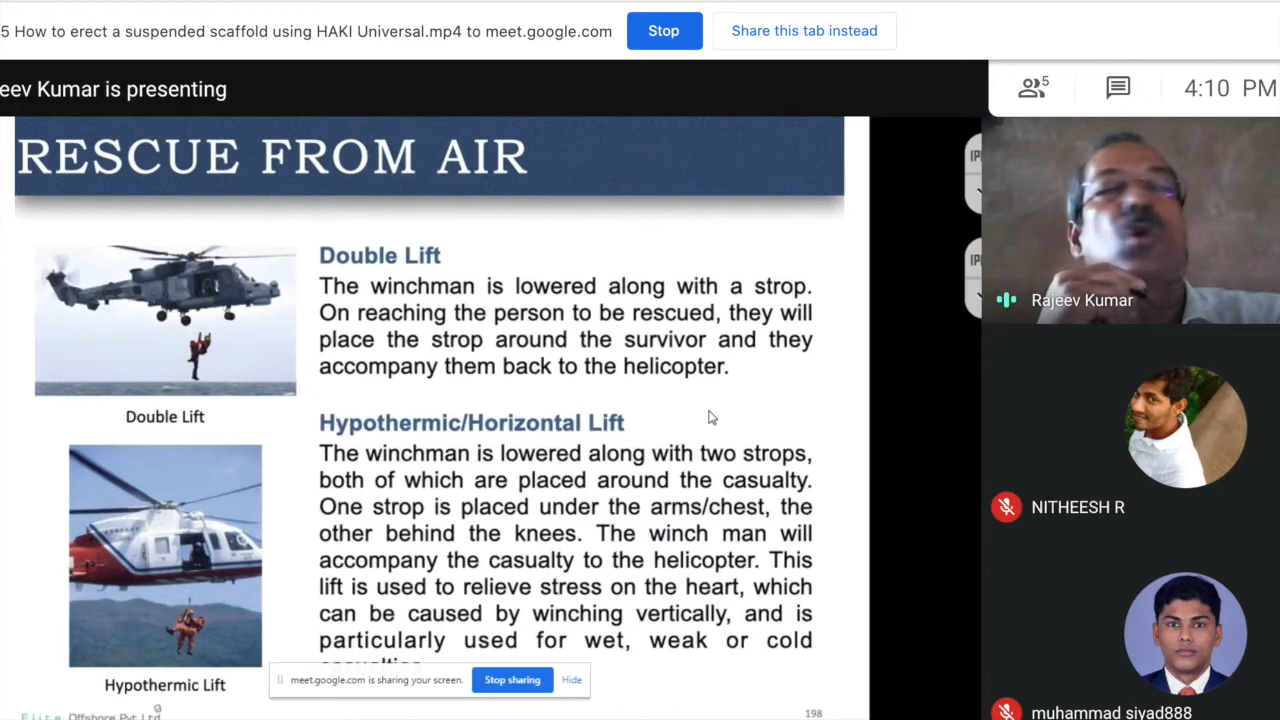 5 How to erect a suspended scaffold using HAKI Universal.mp4 to meet.google.com
Stop
Share this tab instead
eev Kumar is presenting
5
4:10 PM
RESCUE FROM AIR
Double Lift
The winchman is lowered along with a strop.
On reaching the person to be rescued, they will
place the strop around the survivor and they
accompany them back to the helicopter.
Double Lift
Hypothermic/Horizontal Lift
The winchman is lowered along with two strops,
both of which are placed around the casualty.
One strop is placed under the arms/chest, the
other behind the knees. The winch man will
accompany the casualty to the helicopter. This
lift is used to relieve stress on the heart, which
can be caused by winching vertically, and is
particularly used for wet, weak or cold
Hypothermic Lift
meet.google.com is sharing your screen.
Stop sharing
Hide
Elite Offshore Pvt Ltd
198
Rajeev Kumar
NITHEESH R
muhammad siyad888